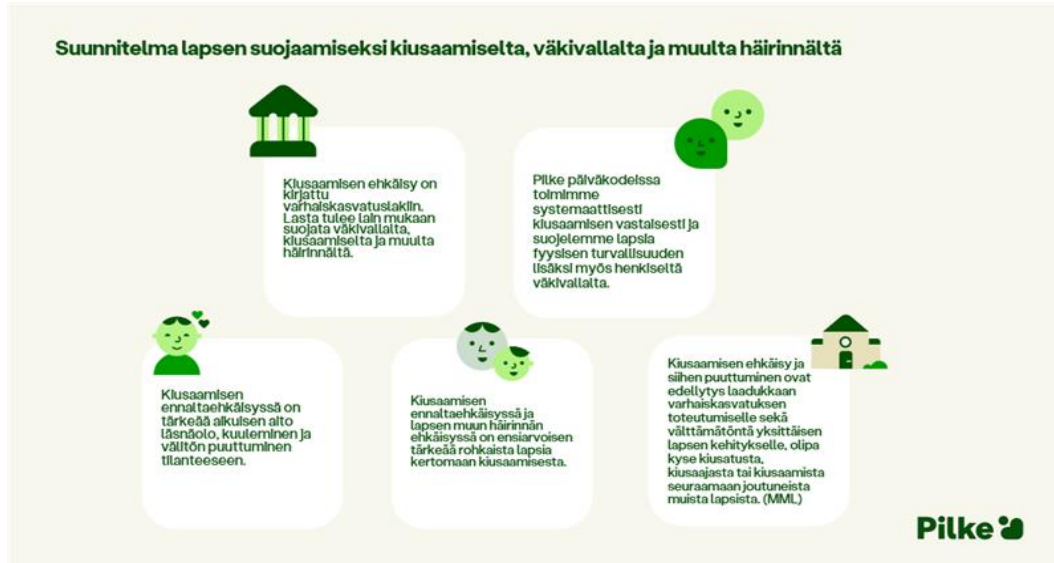 Suunnitelma lapsen suojaamiseksi kiusaamiselta, väkivallalta ja muulta häirinnältä
Kiusaamisen ehkäisy on
kirjattu
varhaiskasvatuslakiin.
Lasta tulee lain mukaan
suojata väkivallalta,
kiusaamiselta ja muulta
häirinnältä.
Pilke päiväkodeissa
toimimme
systemaattisesti
kiusaamisen vastaisesti ja
suojelemme lapsia
fyysisen turvallisuuden
lisäksi myös henkiseltä
väkivallalta.
Kiusaamisen
ennaltaehkäisyssä on
tärkeää aikuisen aito
läsnäolo, kuuleminen ja
välitön puuttuminen
tilanteeseen.
Kiusaamisen
ennaltaehkäisyssä ja
lapsen muun häirinnän
ehkäisyssä on ensiarvoisen
tärkeää rohkaista lapsia
kertomaan kiusaamisesta.
Kiusaamisen ehkäisy ja
siihen puuttuminen ovat
edellytys laadukkaan
varhaiskasvatuksen
toteutumiselle sekä
välttämätöntä yksittäisen
lapsen kehitykselle, olipa
kyse kiusatusta,
kiusaajasta tai kiusaamista
seuraamaan joutuneista
muista lapsista. (MML)
Pilke